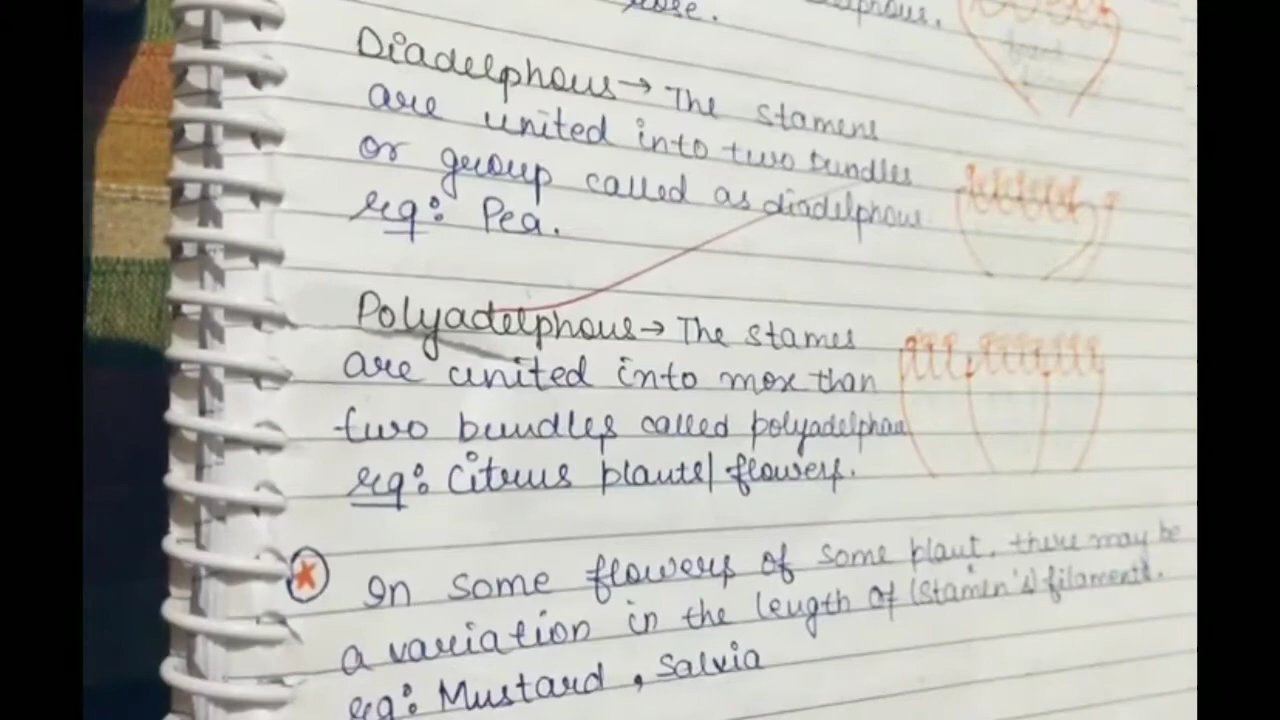 Diadelphous → The stamens
are united into two bundles
or group called as diadelphous
eg: Pea.
Polyadelphous → The stames
are united into more than
two bundles called polyadelphou
eg: Citrus plants/ flowers.
In some flowers of some plant, there may be
a variation in the length of (stamen's) filaments.
eg: Mustard, Salvia